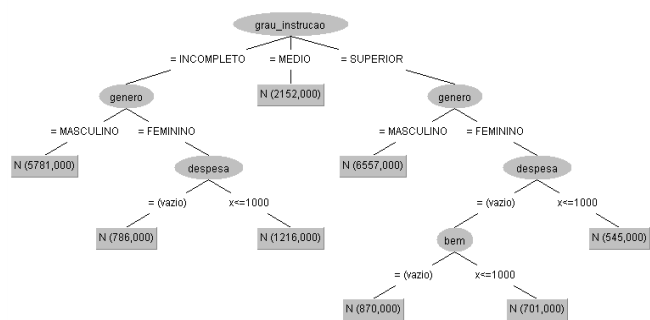 grau_instrucao
= INCOMPLETO = MEDIO = SUPERIOR
genero N (2152,000) genero
= MASCULINO = FEMININO = MASCULINO = FEMININO
N (5781,000) despesa N (6557,000) despesa
= (vazio) x<=1000 = (vazio) x<=1000
N (786,000) N (1216,000) bem N (545,000)
= (vazio) x<=1000
N (870,000) N (701,000)